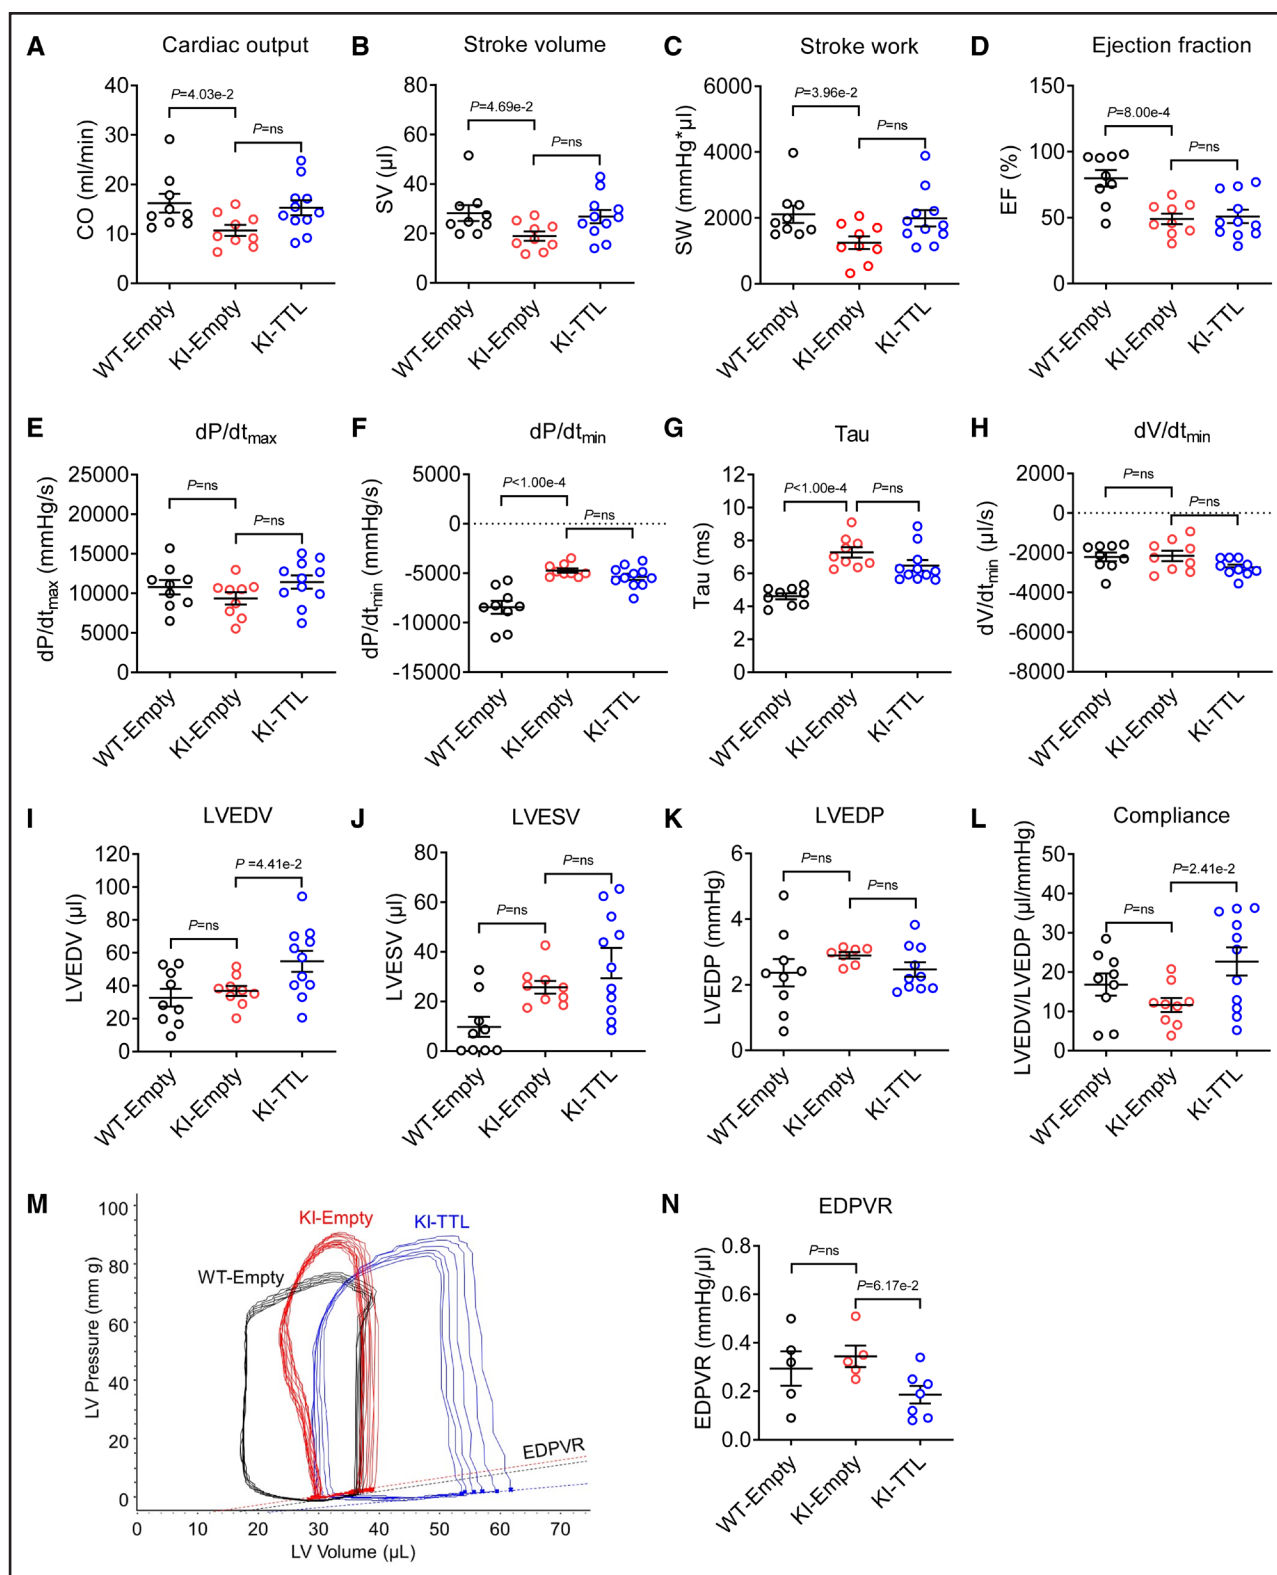 A Cardiac output
CO (ml/min)
40
30
20
10
0
P=4.03e-2
P=ns
WT-Empty
KI-Empty
KI-TTL
B Stroke volume
SV (µl)
80
60
40
20
0
P=4.69e-2
P=ns
WT-Empty
KI-Empty
KI-TTL
C Stroke work
SW (mmHg*µl)
6000
4000
2000
0
P=3.96e-2
P=ns
WT-Empty
KI-Empty
KI-TTL
D Ejection fraction
EF (%)
150
100
50
0
P=8.00e-4
P=ns
WT-Empty
KI-Empty
KI-TTL
E dP/dtmax
dP/dtmax (mmHg/s)
25000
20000
15000
10000
5000
0
P=ns
P=ns
WT-Empty
KI-Empty
KI-TTL
F dP/dtmin
dP/dtmin (mmHg/s)
5000
0
-5000
-10000
-15000
P<1.00e-4
P=ns
WT-Empty
KI-Empty
KI-TTL
G Tau
Tau (ms)
12
10
8
6
4
2
0
P<1.00e-4
P=ns
WT-Empty
KI-Empty
KI-TTL
H dV/dtmin
dV/dtmin (µl/s)
2000
0
-2000
-4000
-6000
-8000
P=ns
P=ns
WT-Empty
KI-Empty
KI-TTL
I LVEDV
LVEDV (µl)
120
100
80
60
40
20
0
P =4.41e-2
P=ns
WT-Empty
KI-Empty
KI-TTL
J LVESV
LVESV (µl)
80
60
40
20
0
P=ns
P=ns
WT-Empty
KI-Empty
KI-TTL
K LVEDP
LVEDP (mmHg)
6
4
2
0
P=ns
P=ns
WT-Empty
KI-Empty
KI-TTL
L Compliance
LVEDV/LVEDP (µl/mmHg)
50
40
30
20
10
0
P=2.41e-2
P=ns
WT-Empty
KI-Empty
KI-TTL
M
LV Pressure (mm g)
100
80
60
40
20
0
KI-Empty
KI-TTL
WT-Empty
EDPVR
0 10 20 30 40 50 60 70
LV Volume (µL)
N EDPVR
EDPVR (mmHg/µl)
0.8
0.6
0.4
0.2
0.0
P=ns
P=6.17e-2
WT-Empty
KI-Empty
KI-TTL